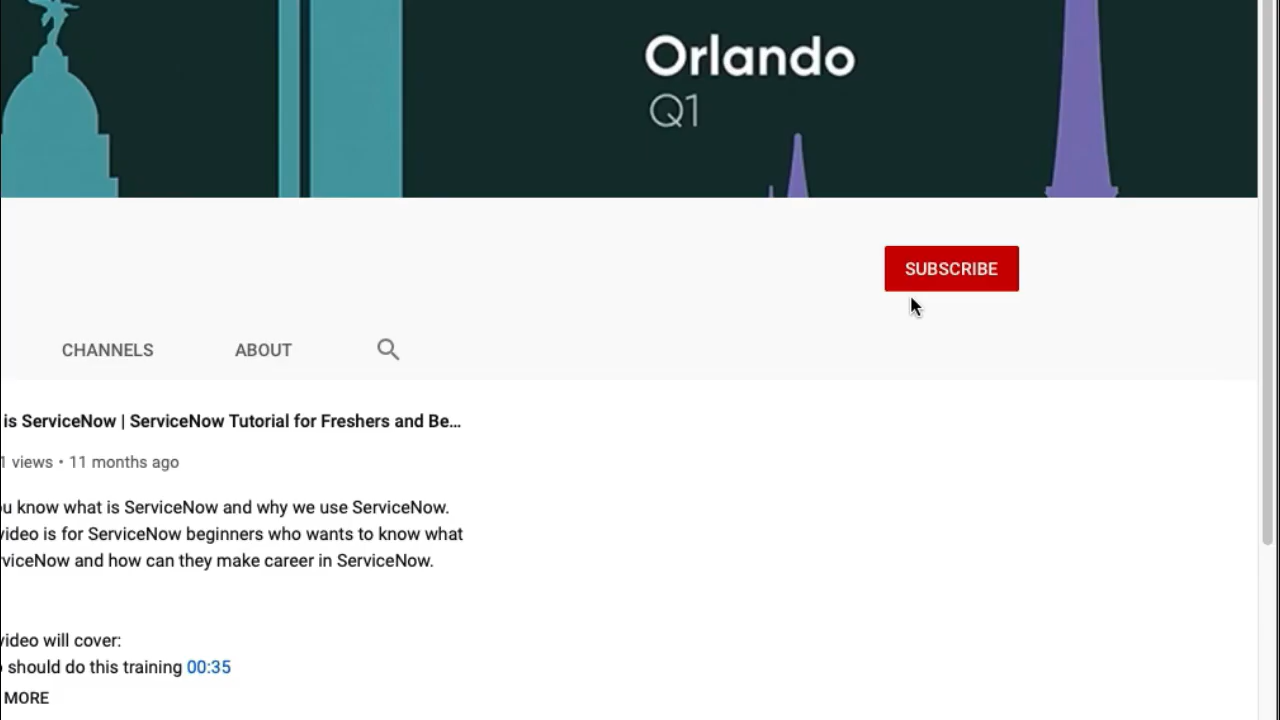 Orlando
Q1
SUBSCRIBE
CHANNELS ABOUT
is ServiceNow | ServiceNow Tutorial for Freshers and Be...
1 views • 11 months ago
u know what is ServiceNow and why we use ServiceNow.
video is for ServiceNow beginners who wants to know what
rviceNow and how can they make career in ServiceNow.
video will cover:
should do this training 00:35
MORE